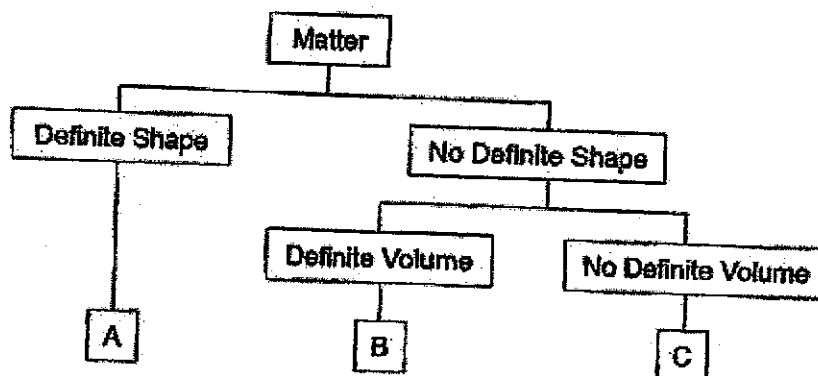 Matter
Definite Shape
No Definite Shape
Definite Volume
No Definite Volume
A
B
C